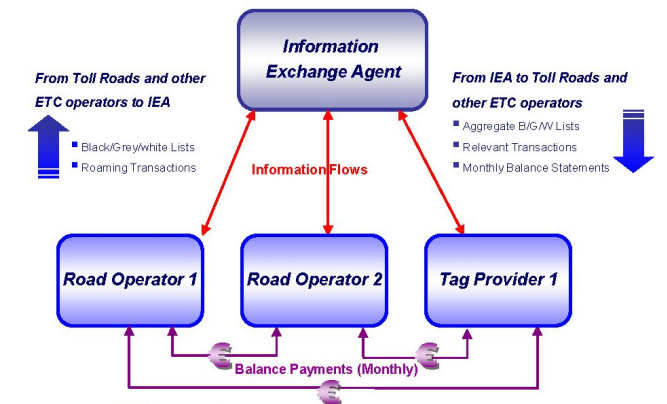 Information
Exchange Agent
From Toll Roads and other
ETC operators to IEA
Black/Grey/white Lists
Roaming Transactions
From IEA to Toll Roads and
other ETC operators
Aggregate B/G/W Lists
Relevant Transactions
Monthly Balance Statements
Information Flows
Road Operator 1
Road Operator 2
Tag Provider 1
€
€
Balance Payments (Monthly)
€